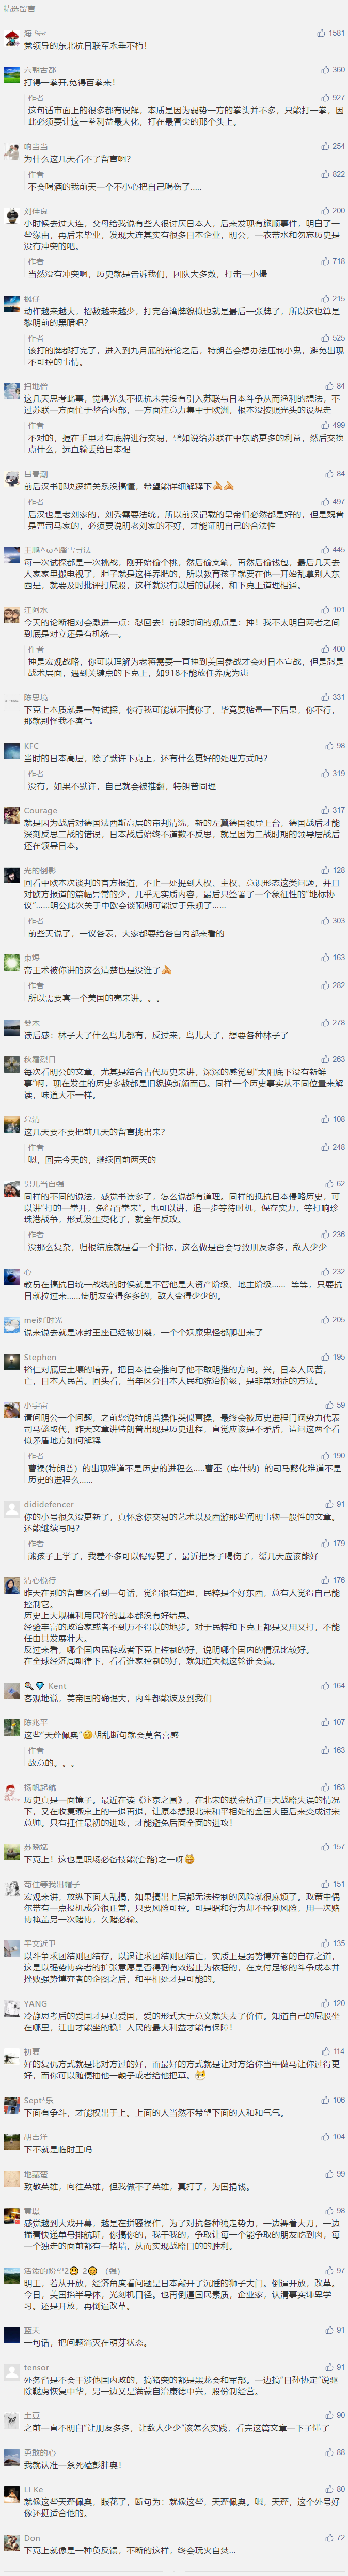 精选留言
海 1581
党领导的东北抗日联军永垂不朽！
六朝古都 360
打得一拳开，免得百拳来！
作者 927
这句话市面上的很多都有误解，本质是因为弱势一方的拳头并不多，只能打一拳，因
此必须要让这一拳利益最大化，打在最冒尖的那个头上。
响当当 254
为什么这几天看不了留言啊？
作者 822
不会喝酒的我前天一个不小心把自己喝伤了.....
刘佳良 200
小时候去过大连，父母给我说有些人很讨厌日本人，后来发现有旅顺事件，明白了一
些缘由，再后来毕业，发现大连其实有很多日本企业，明公，一衣带水和勿忘历史是
没有冲突的吧。
作者 718
当然没有冲突啊，历史就是告诉我们，团队大多数，打击一小撮
枫仔 215
动作越来越大，招数越来越少，打完台湾牌貌似也就是最后一张牌了，所以这也算是
黎明前的黑暗吧？
作者 525
该打的牌都打完了，进入到九月底的辩论之后，特朗普会想办法压制小鬼，避免出现
不可控的事情。
扫地僧 84
这几天思考此事，觉得光头不抵抗未尝没有引入苏联与日本斗争从而渔利的想法，不
过苏联一方面忙于整合内部，一方面注意力集中于欧洲，根本没按照光头的设想走
作者 499
不对的，握在手里才有底牌进行交易，譬如说给苏联在中东路更多的利益，然后交换
点什么，远直输丢给日本强
吕春潮 84
前后汉书那块逻辑关系没搞懂，希望能详细解释下
作者 497
后汉也是老刘家的，刘秀需要法统，所以前汉记载的皇帝们必然都是好的，但是魏晋
是曹司马家的，必须要说明老刘家的不好，才能证明自己的合法性
王鹏^ω^踏雪寻法 445
每一次试探都是一次挑战，刚开始偷个桃，然后偷支笔，再然后偷钱包，最后几天去
人家家里搬电视了，胆子就是这样养肥的，所以教育孩子就要在他一开始乱拿别人东
西是，就要及时批评打屁股，这样就没有以后的试探，和下克上道理相通。
汪阿水 101
今天的论断相对会激进一点：怼回去！前段时间的观点是：抻！我不太明白两者之间
到底是对立还是有机统一。
作者 400
抻是宏观战略，你可以理解为老蒋需要一直抻到美国参战才会对日本宣战，但是怼是
战术层面，遇到关键点的下克上，如918不能放任养虎为患
陈思境 331
下克上本质就是一种试探，你行我可能就不搞你了，毕竟要掂量一下后果，你不行，
那就别怪我不客气
KFC 98
当时的日本高层，除了默许下克上，还有什么更好的处理方式吗？
作者 319
没有，如果不默许，自己就会被推翻，特朗普同理
Courage 317
就是因为战后对德国法西斯高层的审判清洗，新的左翼德国领导上台，德国战后才能
深刻反思二战的错误，日本战后始终不道歉不反思，就是因为二战时期的领导层战后
还在领导日本。
光的倒影 128
回看中欧本次谈判的官方报道，不止一处提到人权、主权、意识形态这类问题，并且
对欧方报道的篇幅异常的少，几乎无实质内容，最后只签署了一个象征性的“地标协
议”……明公此次关于中欧会谈预期可能过于乐观了……
作者 303
前些天说了，一议各表，大家都要给各自内部来看的
東燈 163
帝王术被你讲的这么清楚也是没谁了
作者 282
所以需要套一个美国的壳来讲。。。
桑木 278
读后感：林子大了什么鸟儿都有，反过来，鸟儿大了，想要各种林子了
秋霜烈日 263
每次看明公的文章，尤其是结合古代历史来讲，深深的感觉到“太阳底下没有新鲜
事”啊，现在发生的历史多数都是旧貌换新颜而已。同样一个历史事实从不同位置来解
读，味道大不一样。
皋清 108
这几天要不要把前几天的留言挑出来？
作者 248
嗯，回完今天的，继续回前两天的
男儿当自强 62
同样的不同的说法，感觉书读多了，怎么说都有道理。同样的抵抗日本侵略历史，可
以讲“打的一拳开，免得百拳来”。也可以讲，退一步等待时机，保存实力，等打响珍
珠港战争，形式发生变化了，就全年反攻。
作者 236
没那么复杂，归根结底就是看一个指标，这么做是否会导致朋友多多，敌人少少
心 232
教员在搞抗日统一战线的时候就是不管他是大资产阶级、地主阶级…… 等等，只要抗
日就拉过来……使朋友变得多多的，敌人变得少少的。
mei好时光 205
说来说去就是冰封王座已经被割裂，一个个妖魔鬼怪都爬出来了
Stephen 195
裕仁对底层土壤的培养，把日本社会推向了他不敢明推的方向。兴，日本人民苦，
亡，日本人民苦。回头看，当年区分日本人民和统治阶级，是非常对症的方法。
小宇宙 59
请问明公一个问题，之前您说特朗普操作类似曹操，最终会被历史进程门阀势力代表
司马懿取代，昨天文章讲特朗普出现是历史进程，直觉应该是不矛盾，请问这两个看
似矛盾地方如何解释
作者 190
曹操(特朗普）的出现难道不是历史的进程么.....曹丕（库什纳）的司马懿化难道不是
历史的进程么……
dididefencer 91
你的小号很久没更新了，真怀念你交易的艺术以及西游那些阐明事物一般性的文章。
还能继续写吗？
作者 179
熊孩子上学了，我差不多可以慢慢更了，最近把身子喝伤了，缓几天应该能好
清心悦行 176
昨天在别的留言区看到一句话，觉得很有道理，民粹是个好东西，总有人觉得自己能
控制它。
历史上大规模利用民粹的基本都没有好结果。
经验丰富的政治家或者不到万不得以的地步。对于民粹和下克上都是又用又打，不能
任由其发展壮大。
反过来看，哪个国内民粹或者下克上控制的好，说明哪个国内的情况比较好。
在全球经济周期律下，看看谁家控制的好，就知道大概这轮谁会赢。
Kent 164
客观地说，美帝国的确强大，内斗都能波及到我们
陈兆平 107
这些“天蓬佩奥”胡乱断句就会莫名喜感
作者 163
故意的。。。
扬帆起航 163
历史真是一面镜子。最近在读《汴京之围》，在北宋的联金抗辽巨大战略失误的情况
下，又在收复燕京上的一退再退，让原本想跟北宋和平相处的金国大臣后来变成讨宋
总帅。只有扛住最初的进攻，才能避免后面全面的进攻！
苏晓斌 157
下克上！这也是职场必备技能(套路)之一呀
苟住等我出帽子 151
宏观来讲，放纵下面人乱搞，如果搞出上层都无法控制的风险就很麻烦了。政策中偶
尔带有一点投机成分很正常，只要风险可控。可是昭和行为却不控制风险，用一次赌
博掩盖另一次赌博，久赌必输。
墨文近卫 135
以斗争求团结则团结存，以退让求团结则团结亡，实质上是弱势博弈者的自存之道，
这是以强势博弈者的扩张意愿是否得到有效遏止为依据的，在支付足够的斗争成本并
挫败强势博弈者的企图之后，和平相处才是可能的。
YANG 120
冷静思考后的爱国才是真爱国，爱的形式大于意义就失去了价值。知道自己的屁股坐
在哪里，江山才能坐的稳！人民的最大利益才能有保障！
初夏 114
好的复仇方式就是比对方过的好，而最好的方式就是让对方给你当牛做马让你过得更
好，而你可以随便抽他一鞭子或者给他把草。
Sept*乐 106
下面有争斗，才能权出于上。上面的人当然不希望下面的人和和气气。
胡吉洋 104
下不就是临时工吗
地藏蛮 99
致敬英雄，向往英雄，但我做不了英雄，真打了，为国捐钱。
黄璟 98
感觉越到大戏开幕，越是在拼骚操作，为了对抗各种独走势力，一边舞着大刀，一边
揣着快递单号排航班，你搞你的，我干我的，争取让每一个能争取的朋友吃到肉，每
一个独走的面前都有一堵墙，从而实现战略目的的胜利。
活泼的盼望2 2（强） 97
明工，若从开放，经济角度看问题是日本敲开了沉睡的狮子大门。倒逼开放，改革。
今日，美国掐半导体，光刻机口径。也再倒逼国民素质，企业家，认清事实谦卑学
习。还是开放，再倒逼改革。
蓝天 91
一句话，把问题消灭在萌芽状态。
tensor 91
外务省是不会干涉他国内政的，搞猪突的都是黑龙会和军部。一边搞“日孙协定”说驱
除鞑虏恢复中华，另一边又是满蒙自治康德中兴，股份制经营。
土豆 90
之前一直不明白“让朋友多多，让敌人少少”该怎么实践，看完这篇文章一下子懂了
勇敢的心 88
我就认准一条死磕彭胖奥！
LI Ke 80
就像这些天蓬佩奥，眼花了，断句为：就像这些，天蓬佩奥。嗯，天蓬，这个外号好
像还挺适合他的。
Don 72
下克上就像是一种负反馈，不断的这样，终会玩火自焚…